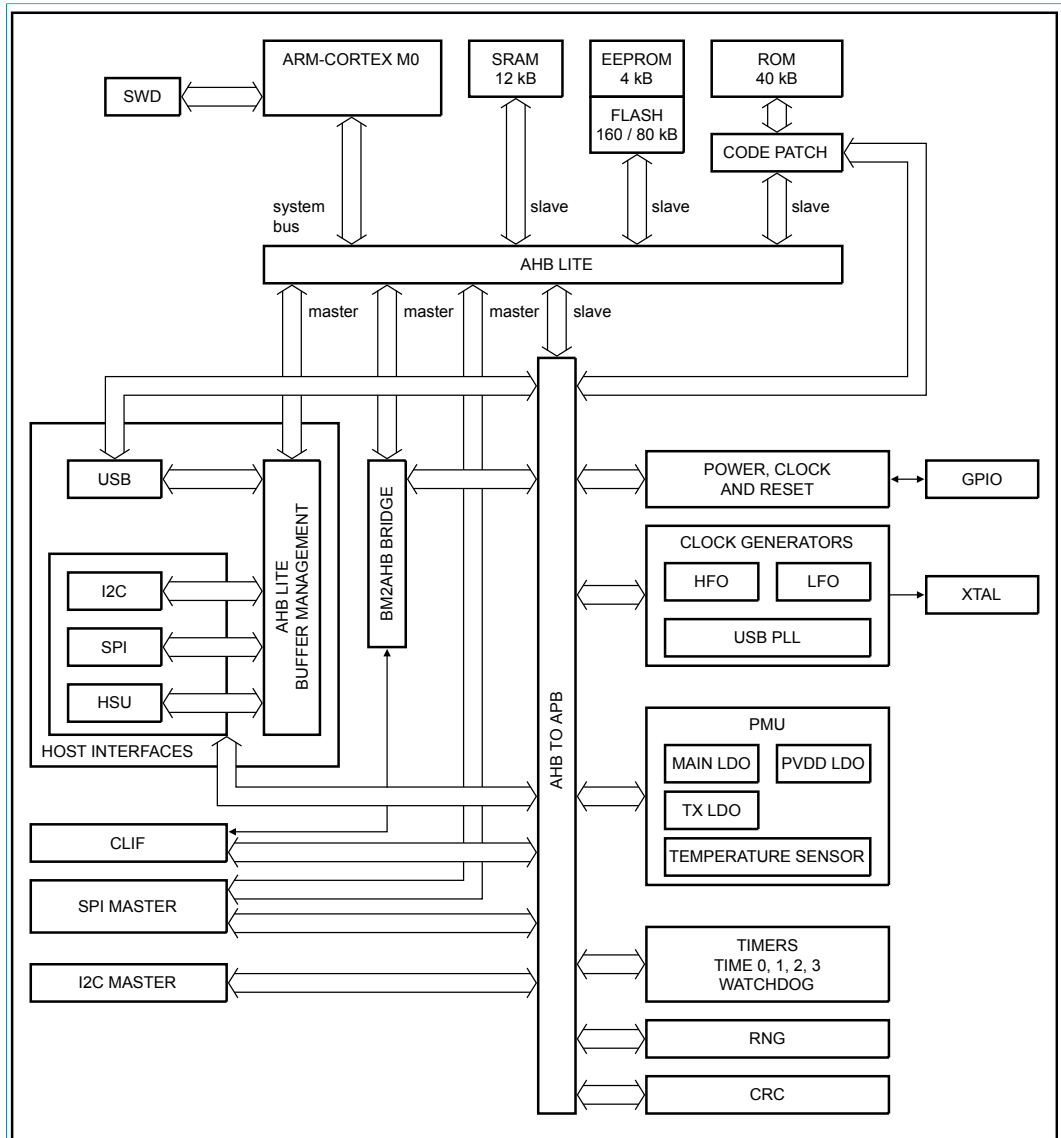 ARM-CORTEX M0
SRAM
12 kB
EEPROM
4 kB
ROM
40 kB
SWD
FLASH
160 / 80 kB
CODE PATCH
system
bus
slave
slave
slave
AHB LITE
master
master
master
slave
USB
AHB LITE
BUFFER MANAGEMENT
BM2AHB BRIDGE
POWER, CLOCK
AND RESET
GPIO
CLOCK GENERATORS
HFO
LFO
USB PLL
XTAL
I2C
SPI
HSU
HOST INTERFACES
AHB TO APB
PMU
MAIN LDO
PVDD LDO
TX LDO
TEMPERATURE SENSOR
CLIF
SPI MASTER
I2C MASTER
TIMERS
TIME 0, 1, 2, 3
WATCHDOG
RNG
CRC